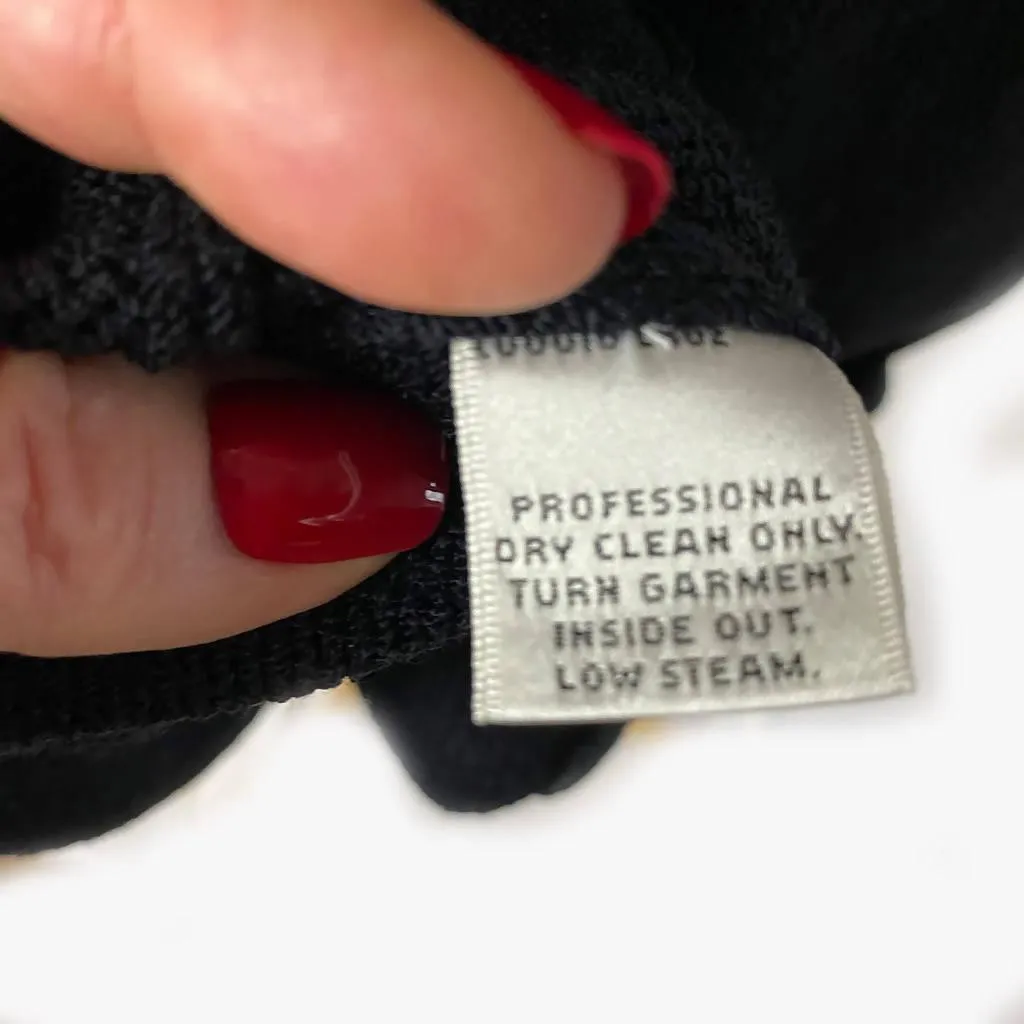 PROFESSIONAL
DRY CLEAN ONLY.
TURN GARMENT
INSIDE OUT.
LOW STEAM.